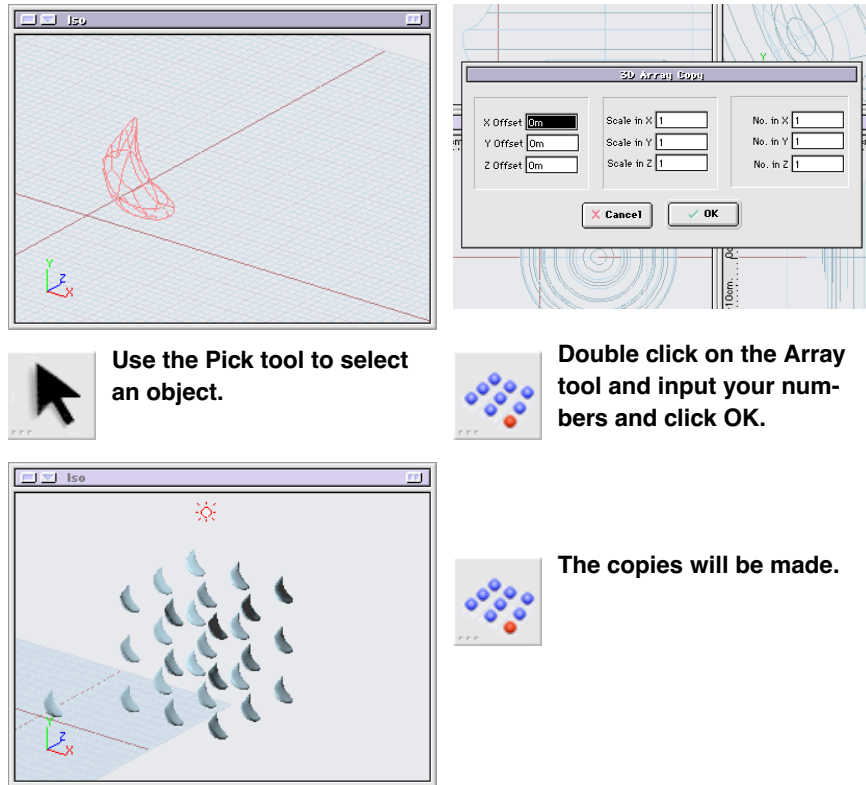 Iso
3D Array Copy
X Offset 0m
Scale in X 1
No. in X 1
Y Offset 0m
Scale in Y 1
No. in Y 1
Z Offset 0m
Scale in Z 1
No. in Z 1
Cancel
OK
Y
10cm
Y
Z
X
Use the Pick tool to select
an object.
Double click on the Array
tool and input your num-
bers and click OK.
Iso
Y
Z
X
The copies will be made.